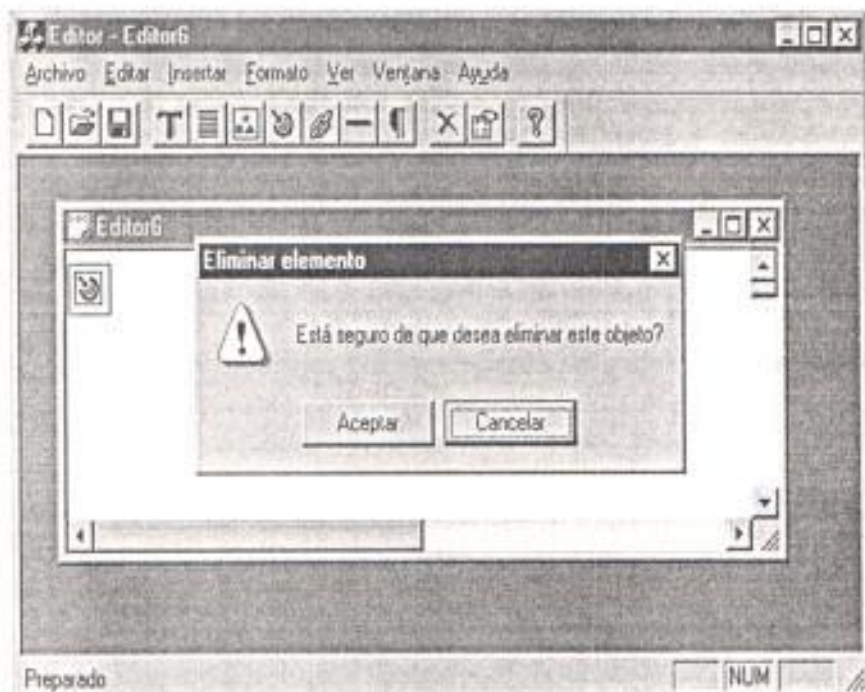 Editor - Editor6
Archivo Editar Insertar Formato Ver Ventana Ayuda
Editor6
Eliminar elemento
Está seguro de que desea eliminar este objeto?
Aceptar Cancelar
Preparado NUM